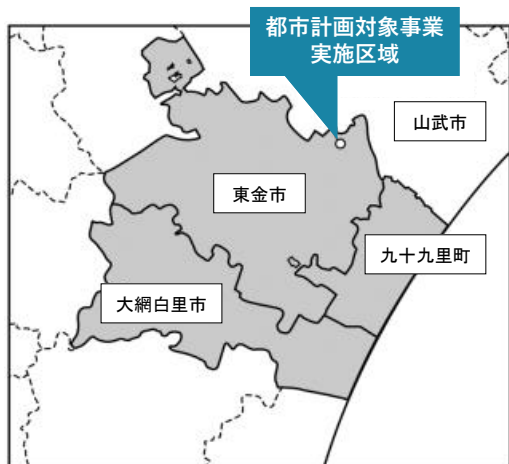 都市計画対象事業
実施区域
山武市
東金市
九十九里町
大網白里市